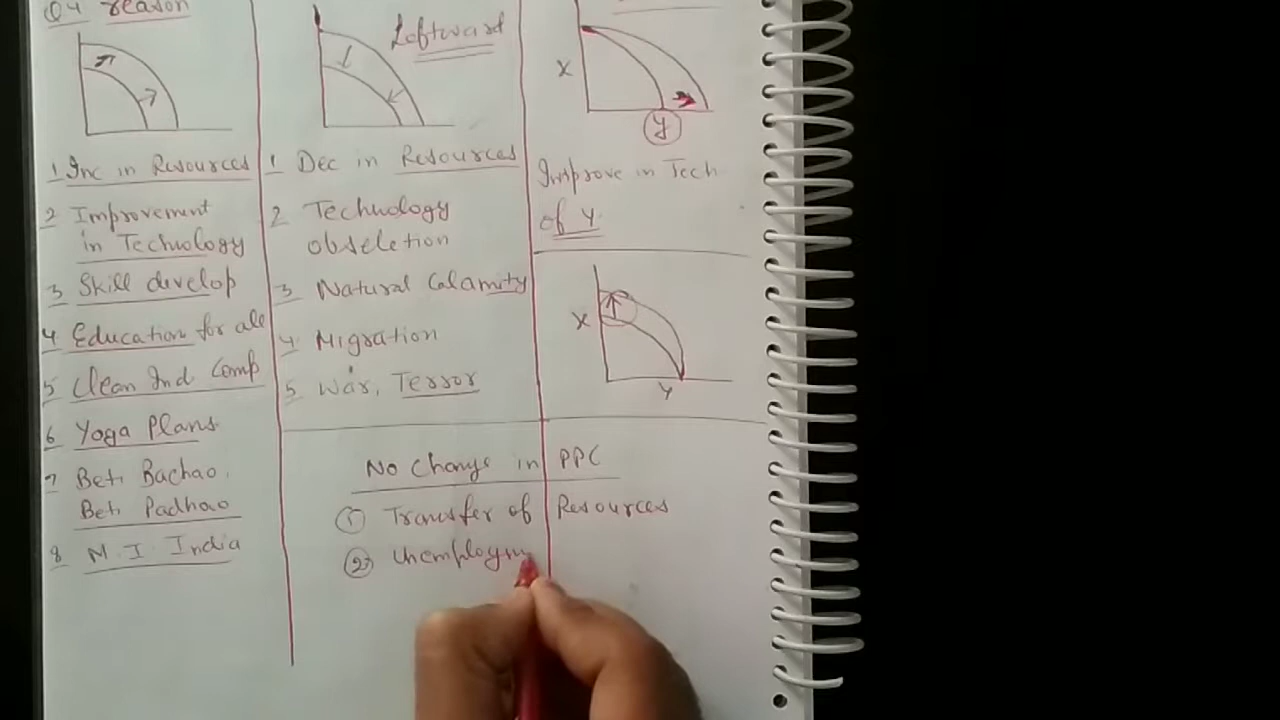 Q4 reason
1 Inc in Resources
2 Improvement
in Technology
3 Skill develop
4 Education for all
5 Clean Ind Comp
6 Yoga Plans
7 Beti Bachao
Beti Padhao
8 M.I. India
Leftward
1 Dec in Resources
2 Technology
obseletion
3 Natural Calamity
4 Migration
5 War, Terror
X
Y
Improve in Tech
of Y
X
Y
No Change in PPC
① Transfer of Resources
② Unemploym